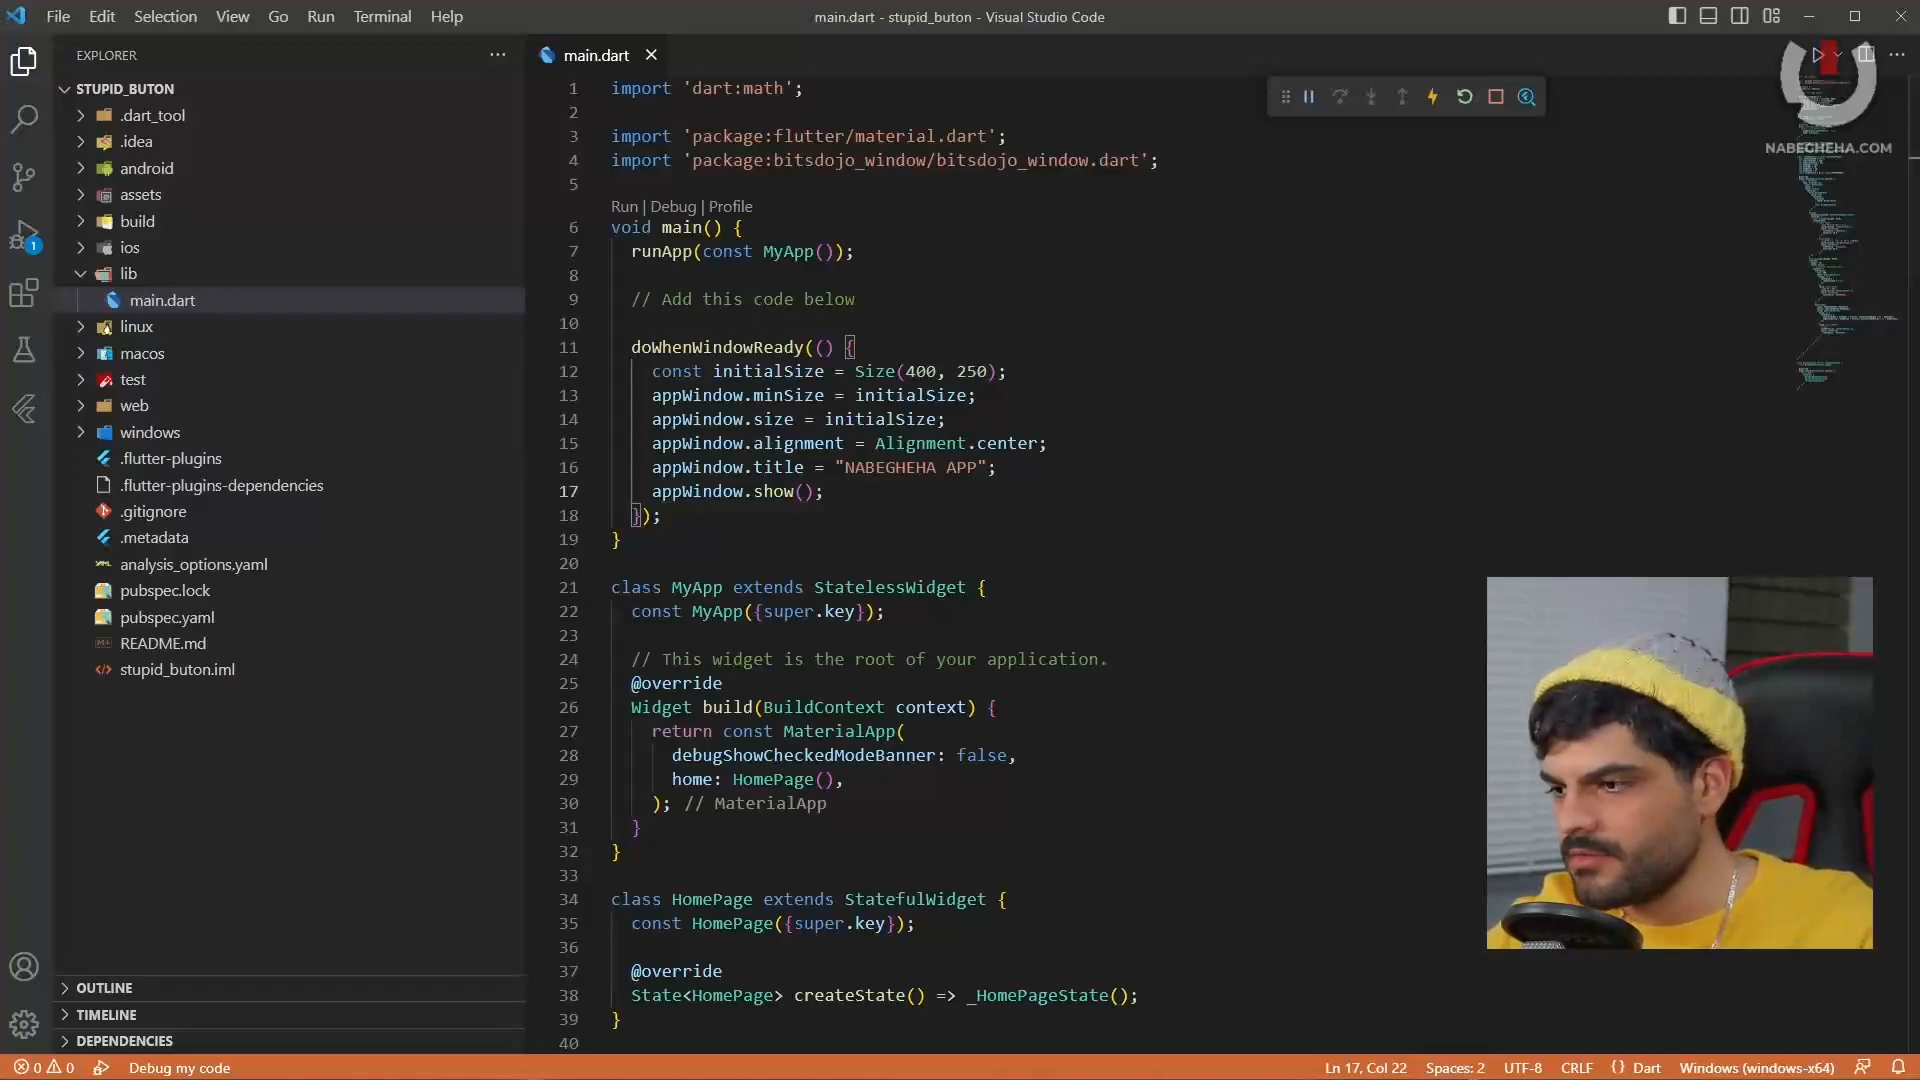 File Edit Selection View Go Run Terminal Help
main.dart - stupid_buton - Visual Studio Code
EXPLORER
STUPID_BUTON
.dart_tool
.idea
android
assets
build
ios
lib
main.dart
linux
macos
test
web
windows
.flutter-plugins
.flutter-plugins-dependencies
.gitignore
.metadata
analysis_options.yaml
pubspec.lock
pubspec.yaml
README.md
stupid_buton.iml
OUTLINE
TIMELINE
DEPENDENCIES
1
main.dart
NABEGHEHA.COM
1 import 'dart:math';
2
3 import 'package:flutter/material.dart';
4 import 'package:bitsdojo_window/bitsdojo_window.dart';
5
Run | Debug | Profile
6 void main() {
7 runApp(const MyApp());
8
9 // Add this code below
10
11 doWhenWindowReady(() {
12 const initialSize = Size(400, 250);
13 appWindow.minSize = initialSize;
14 appWindow.size = initialSize;
15 appWindow.alignment = Alignment.center;
16 appWindow.title = "NABEGHEHA APP";
17 appWindow.show();
18 });
19 }
20
21 class MyApp extends StatelessWidget {
22 const MyApp({super.key});
23
24 // This widget is the root of your application.
25 @override
26 Widget build(BuildContext context) {
27 return const MaterialApp(
28 debugShowCheckedModeBanner: false,
29 home: HomePage(),
30 ); // MaterialApp
31 }
32 }
33
34 class HomePage extends StatefulWidget {
35 const HomePage({super.key});
36
37 @override
38 State<HomePage> createState() => _HomePageState();
39 }
40
0 0 Debug my code
Ln 17, Col 22 Spaces: 2 UTF-8 CRLF {} Dart Windows (windows-x64)